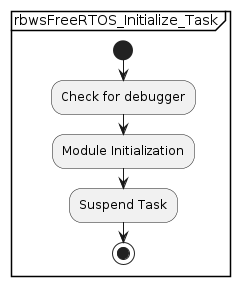 rbwsFreeRTOS_Initialize_Task
Check for debugger
Module Initialization
Suspend Task